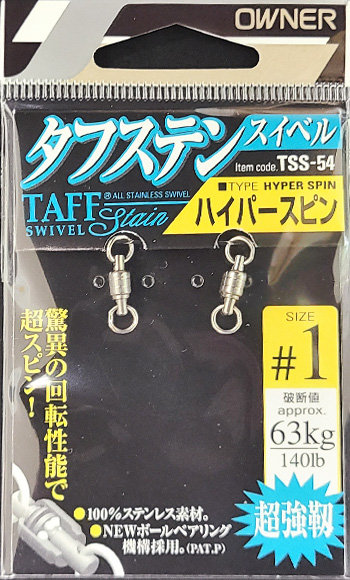 OWNER
タフステンスイベル
Item code. TSS-54
TAFF Stain
SWIVEL
ALL STAINLESS SWIVEL
■TYPE HYPER SPIN
ハイパースピン
驚異の回転性能で
超スピン!
SIZE
#1
破断値
approx.
63kg
140lb
●100%ステンレス素材。
●NEWボールベアリング
機構採用。(PAT.P)
超強靱